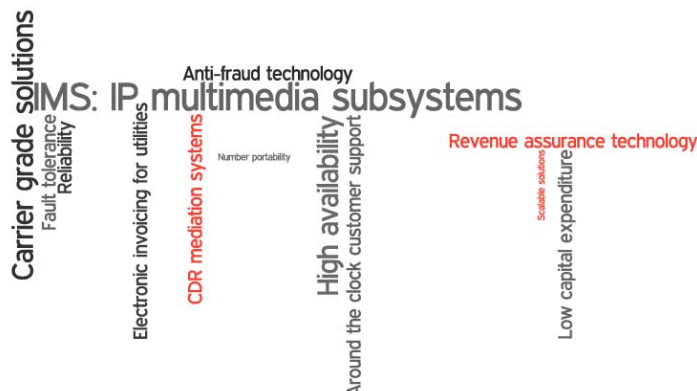 Carrier grade solutions
Anti-fraud technology
IMS: IP multimedia subsystems
Fault tolerance
Reliability
Electronic invoicing for utilities
CDR mediation systems
Number portability
High availability
Around the clock customer support
Revenue assurance technology
Scalable solutions
Low capital expenditure